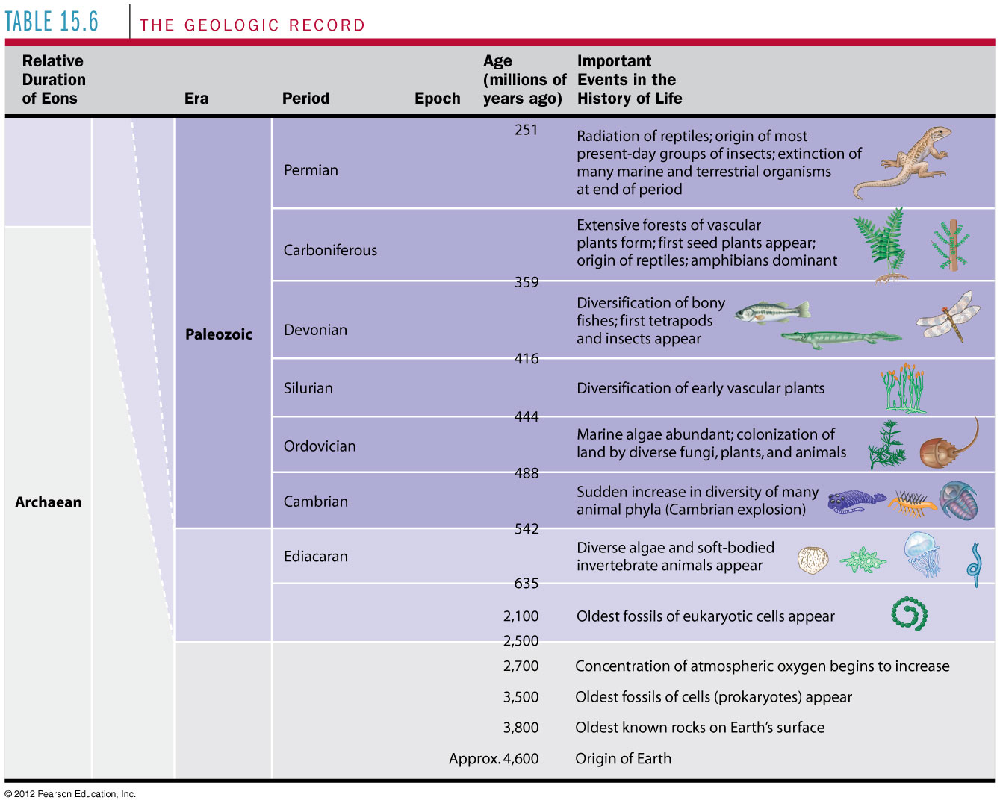 TABLE 15.6
THE GEOLOGIC RECORD
Relative
Duration
of Eons
Era
Period
Epoch
Age
(millions of
years ago)
Important
Events in the
History of Life
251
Permian
Radiation of reptiles; origin of most
present-day groups of insects; extinction of
many marine and terrestrial organisms
at end of period
Carboniferous
Extensive forests of vascular
plants form; first seed plants appear;
origin of reptiles; amphibians dominant
359
Paleozoic
Devonian
Diversification of bony
fishes; first tetrapods
and insects appear
416
Silurian
Diversification of early vascular plants
444
Ordovician
Marine algae abundant; colonization of
land by diverse fungi, plants, and animals
488
Archaean
Cambrian
Sudden increase in diversity of many
animal phyla (Cambrian explosion)
542
Ediacaran
Diverse algae and soft-bodied
invertebrate animals appear
635
2,100
Oldest fossils of eukaryotic cells appear
2,500
2,700
Concentration of atmospheric oxygen begins to increase
3,500
Oldest fossils of cells (prokaryotes) appear
3,800
Oldest known rocks on Earth’s surface
Approx. 4,600
Origin of Earth
© 2012 Pearson Education, Inc.